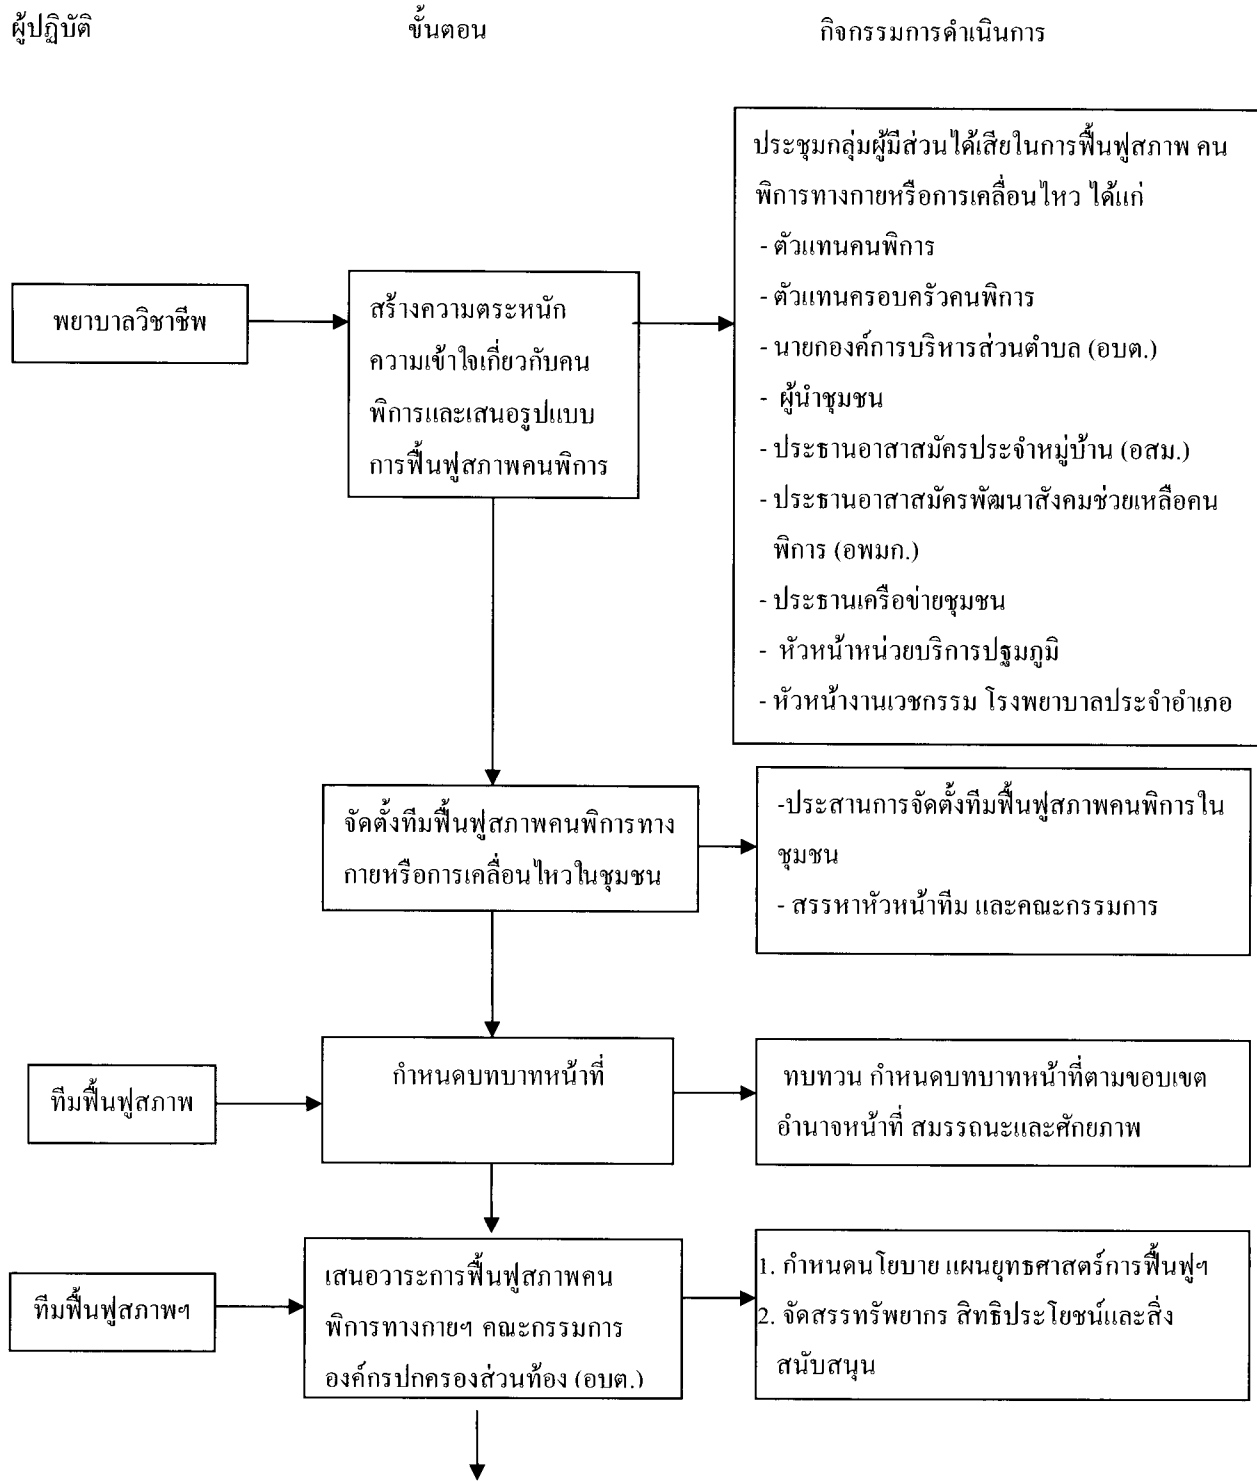 ผู้ปฏิบัติ
ขั้นตอน
กิจกรรมการดำเนินการ
ประชุมกลุ่มผู้มีส่วนได้เสียในการฟื้นฟูสภาพ คน
พิการทางกายหรือการเคลื่อนไหว ได้แก่
- ตัวแทนคนพิการ
- ตัวแทนครอบครัวคนพิการ
- นายกองค์การบริหารส่วนตำบล (อบต.)
- ผู้นำชุมชน
- ประธานอาสาสมัครประจำหมู่บ้าน (อสม.)
- ประธานอาสาสมัครพัฒนาสังคมช่วยเหลือคน
พิการ (อพมก.)
- ประธานเครือข่ายชุมชน
- หัวหน้าหน่วยบริการปฐมภูมิ
- หัวหน้างานเวชกรรม โรงพยาบาลประจำอำเภอ
พยาบาลวิชาชีพ
สร้างความตระหนัก
ความเข้าใจเกี่ยวกับคน
พิการและเสนอรูปแบบ
การฟื้นฟูสภาพคนพิการ
จัดตั้งทีมฟื้นฟูสภาพคนพิการทาง
กายหรือการเคลื่อนไหวในชุมชน
-ประสานการจัดตั้งทีมฟื้นฟูสภาพคนพิการใน
ชุมชน
- สรรหาหัวหน้าทีม และคณะกรรมการ
ทีมฟื้นฟูสภาพ
กำหนดบทบาทหน้าที่
ทบทวน กำหนดบทบาทหน้าที่ตามขอบเขต
อำนาจหน้าที่ สมรรถนะและศักยภาพ
ทีมฟื้นฟูสภาพฯ
เสนอวาระการฟื้นฟูสภาพคน
พิการทางกายฯ คณะกรรมการ
องค์กรปกครองส่วนท้อง (อบต.)
1. กำหนดนโยบาย แผนยุทธศาสตร์การฟื้นฟูฯ
2. จัดสรรทรัพยากร สิทธิประโยชน์และสิ่ง
สนับสนุน